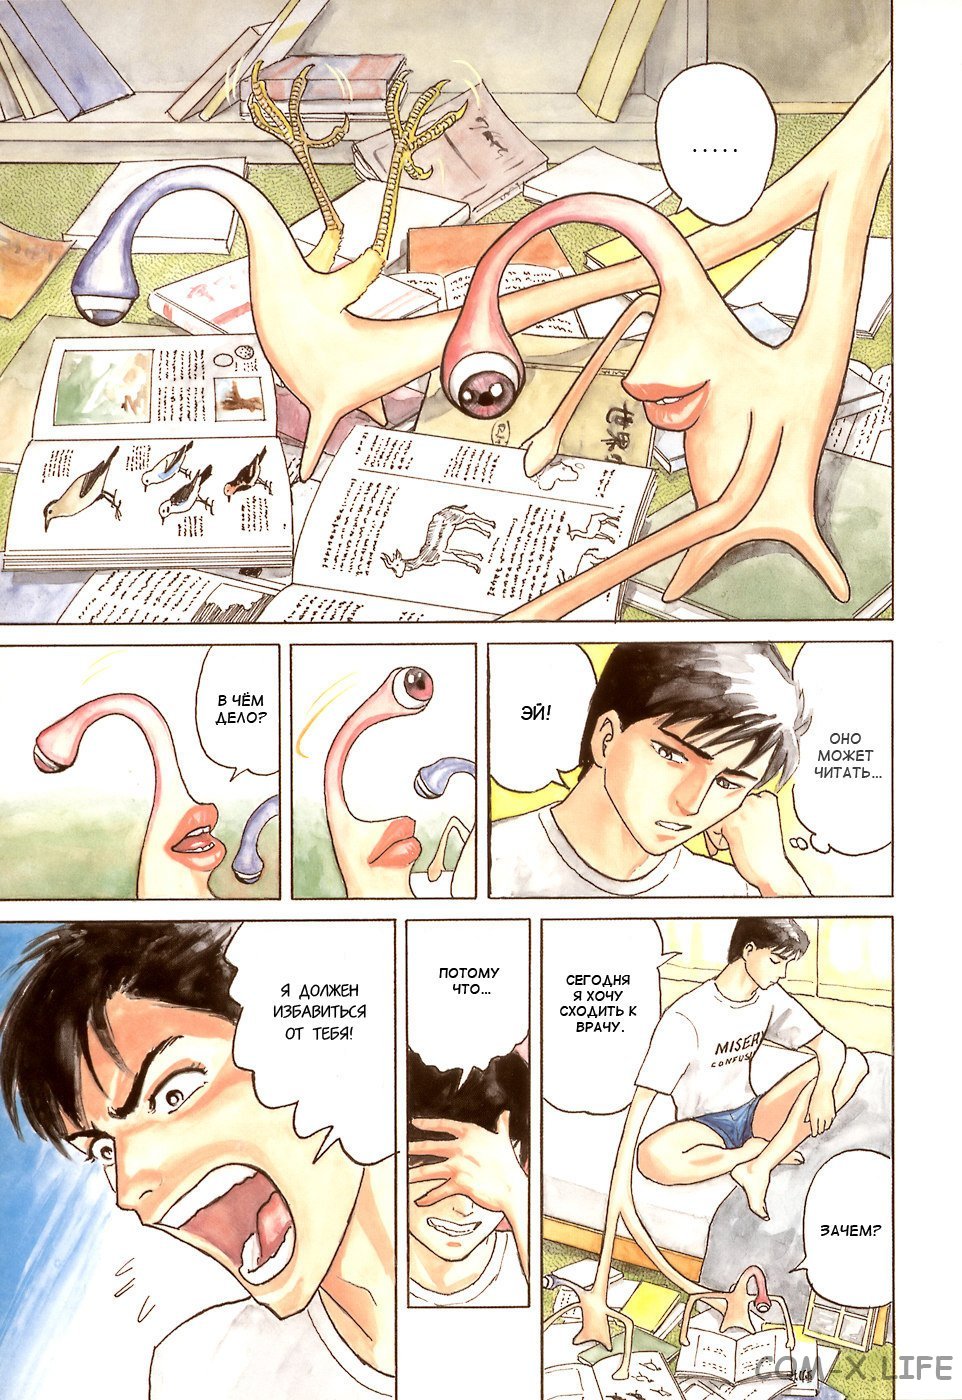 .....
ОНО
МОЖЕТ
ЧИТАТЬ...
ЭЙ!
В ЧЁМ
ДЕЛО?
СЕГОДНЯ
Я ХОЧУ
СХОДИТЬ К
ВРАЧУ.
MISERY
CONFUSI
ЗАЧЕМ?
ПОТОМУ
ЧТО...
Я ДОЛЖЕН
ИЗБАВИТЬСЯ
ОТ ТЕБЯ!
COM-X.LIFE